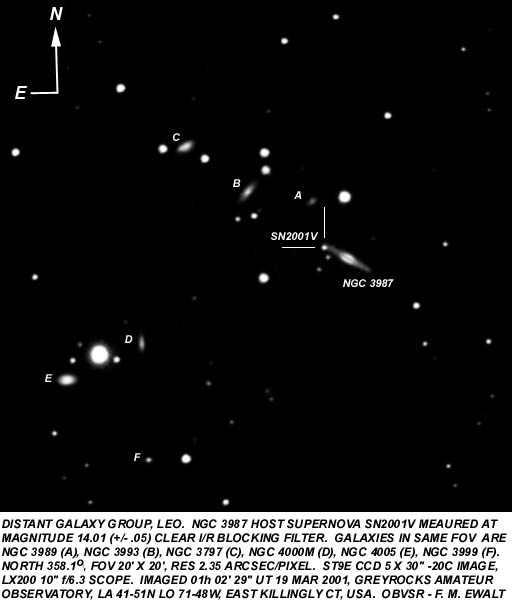 N
E
C
B
A
SN2001V
NGC 3987
D
E
F
DISTANT GALAXY GROUP, LEO. NGC 3987 HOST SUPERNOVA SN2001V MEAURED AT
MAGNITUDE 14.01 (+/- .05) CLEAR I/R BLOCKING FILTER. GALAXIES IN SAME FOV ARE
NGC 3989 (A), NGC 3993 (B), NGC 3797 (C), NGC 4000M (D), NGC 4005 (E), NGC 3999 (F).
NORTH 358.1°, FOV 20' X 20', RES 2.35 ARCSEC/PIXEL. ST9E CCD 5 X 30" -20C IMAGE,
LX200 10" f/6.3 SCOPE. IMAGED 01h 02' 29" UT 19 MAR 2001, GREYROCKS AMATEUR
OBSERVATORY, LA 41-51N LO 71-48W, EAST KILLINGLY CT, USA. OBVSR - F. M. EWALT